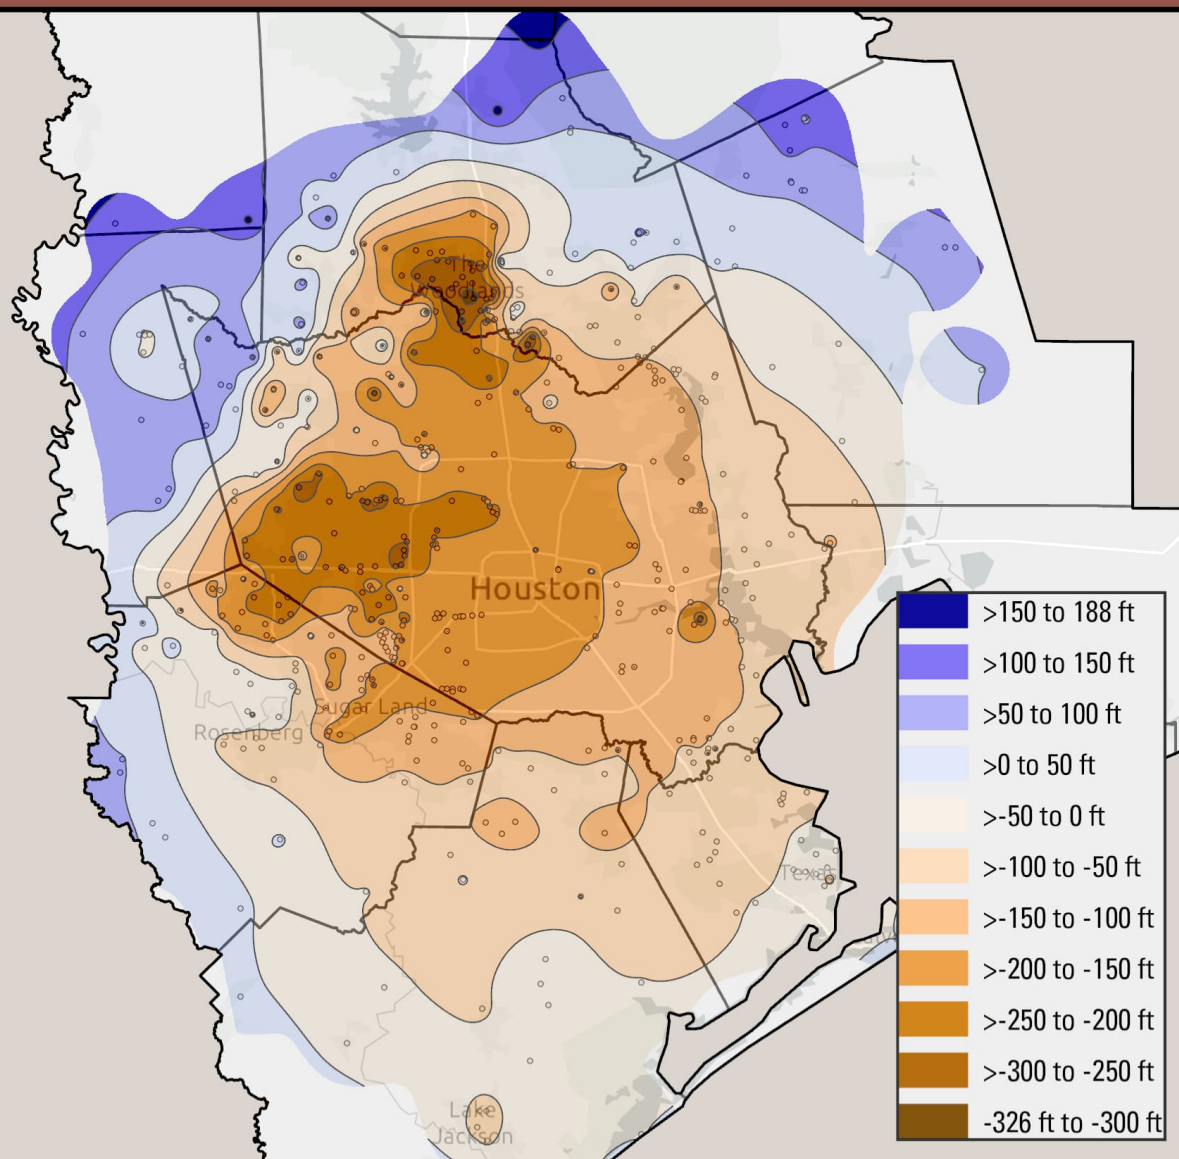 The
Woodlands
Houston
Sugar Land
Rosenberg
Texas
Lake
Jackson
>150 to 188 ft
>100 to 150 ft
>50 to 100 ft
>0 to 50 ft
>-50 to 0 ft
>-100 to -50 ft
>-150 to -100 ft
>-200 to -150 ft
>-250 to -200 ft
>-300 to -250 ft
-326 ft to -300 ft